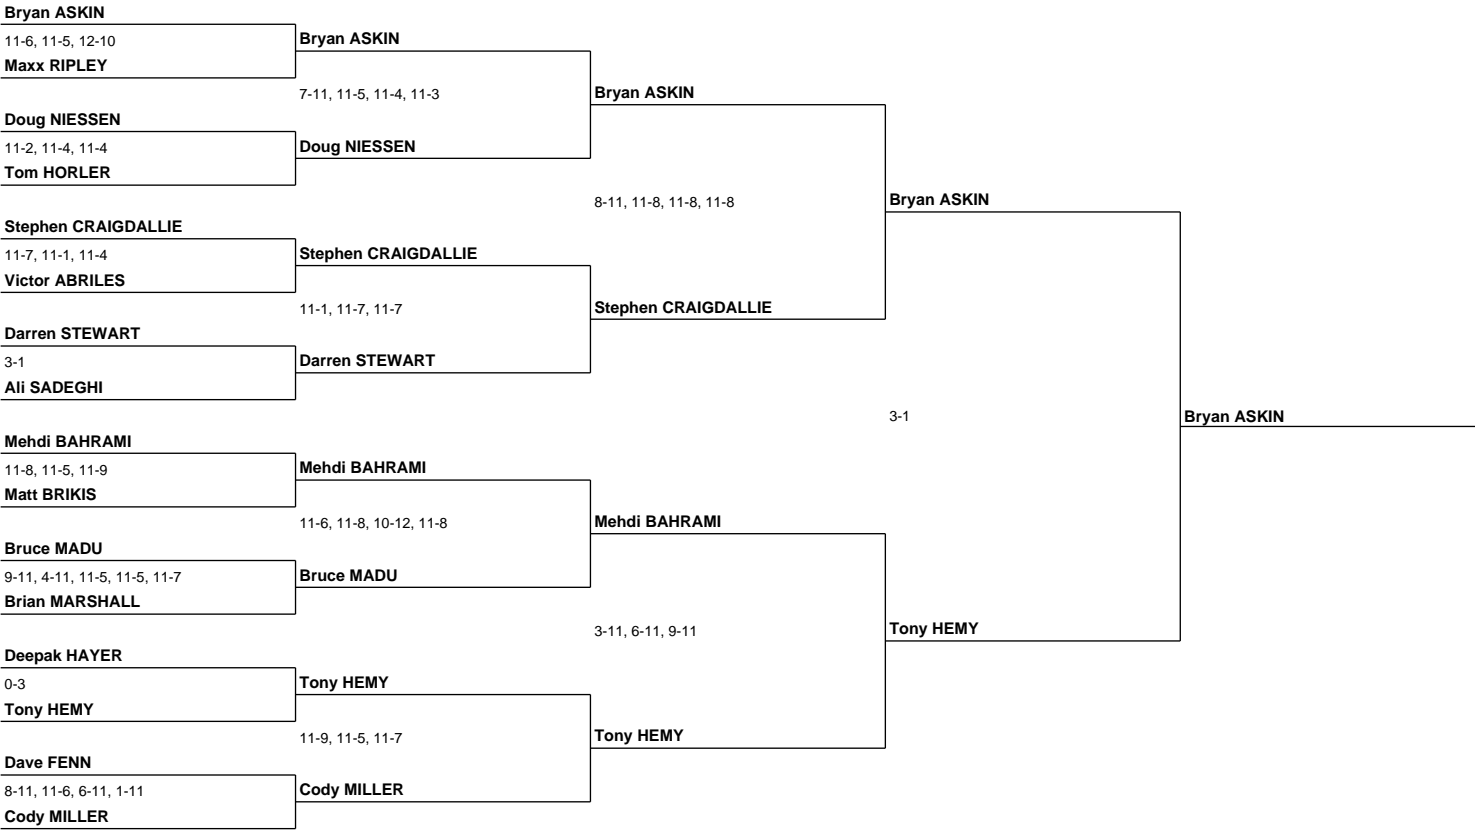 Bryan ASKIN
11-6, 11-5, 12-10
Maxx RIPLEY
Doug NIESSEN
11-2, 11-4, 11-4
Tom HORLER
Stephen CRAIGDALLIE
11-7, 11-1, 11-4
Victor ABRILES
Darren STEWART
3-1
Ali SADEGHI
Mehdi BAHRAMI
11-8, 11-5, 11-9
Matt BRIKIS
Bruce MADU
9-11, 4-11, 11-5, 11-5, 11-7
Brian MARSHALL
Deepak HAYER
0-3
Tony HEMY
Dave FENN
8-11, 11-6, 6-11, 1-11
Cody MILLER
Bryan ASKIN
7-11, 11-5, 11-4, 11-3
Doug NIESSEN
Stephen CRAIGDALLIE
11-1, 11-7, 11-7
Darren STEWART
Mehdi BAHRAMI
11-6, 11-8, 10-12, 11-8
Bruce MADU
Tony HEMY
11-9, 11-5, 11-7
Cody MILLER
Bryan ASKIN
8-11, 11-8, 11-8, 11-8
Stephen CRAIGDALLIE
Mehdi BAHRAMI
3-11, 6-11, 9-11
Tony HEMY
Bryan ASKIN
3-1
Tony HEMY
Bryan ASKIN